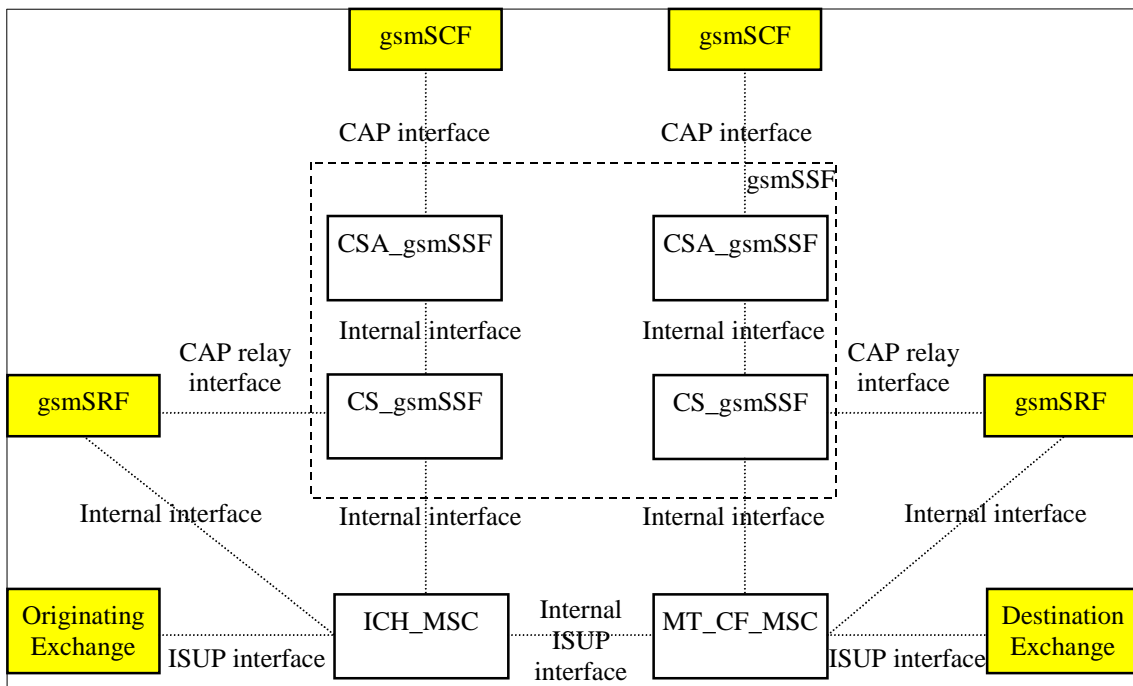 gsmSCF
gsmSCF
CAP interface
CAP interface
gsmSSF
CSA_gsmSSF
CSA_gsmSSF
Internal interface
Internal interface
CAP relay
interface
CAP relay
interface
gsmSRF
CS_gsmSSF
CS_gsmSSF
gsmSRF
Internal interface
Internal interface
Internal interface
Internal interface
Originating
Exchange
ISUP interface
ICH_MSC
Internal
ISUP
interface
MT_CF_MSC
ISUP interface
Destination
Exchange